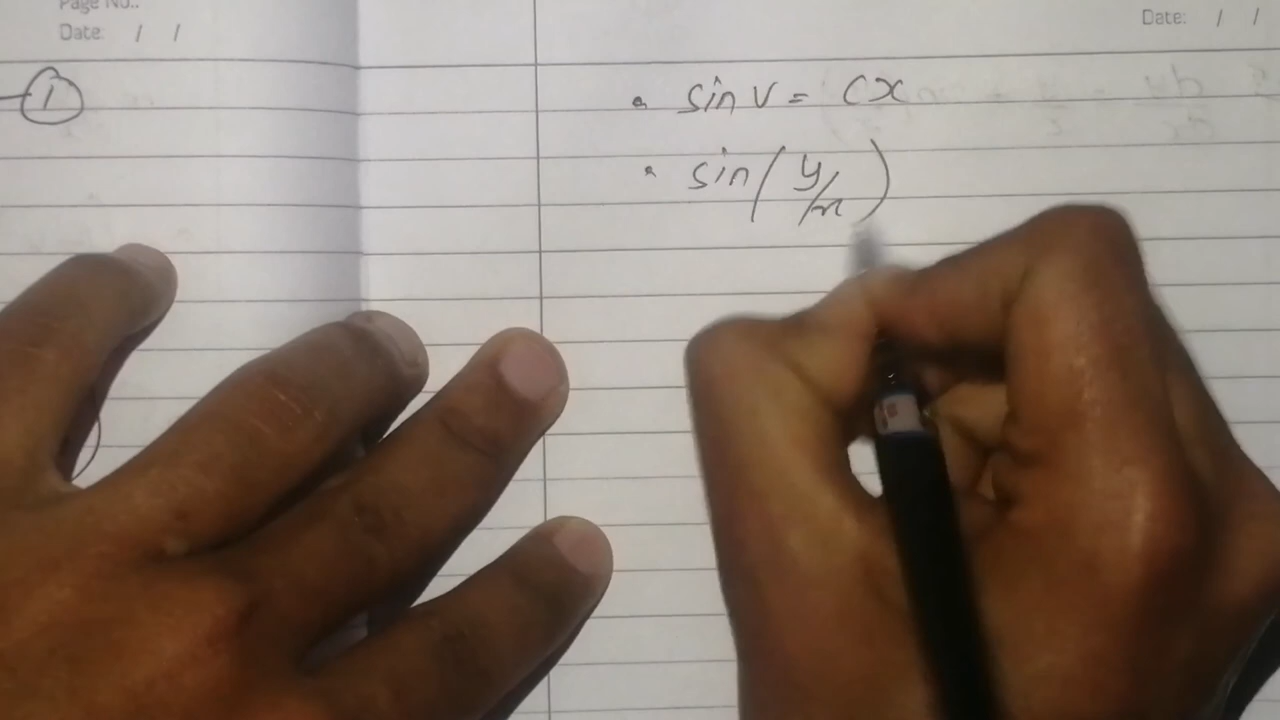 Page No.:
Date: / /
Date: / /
①
sin v = cx
sin(y/x)